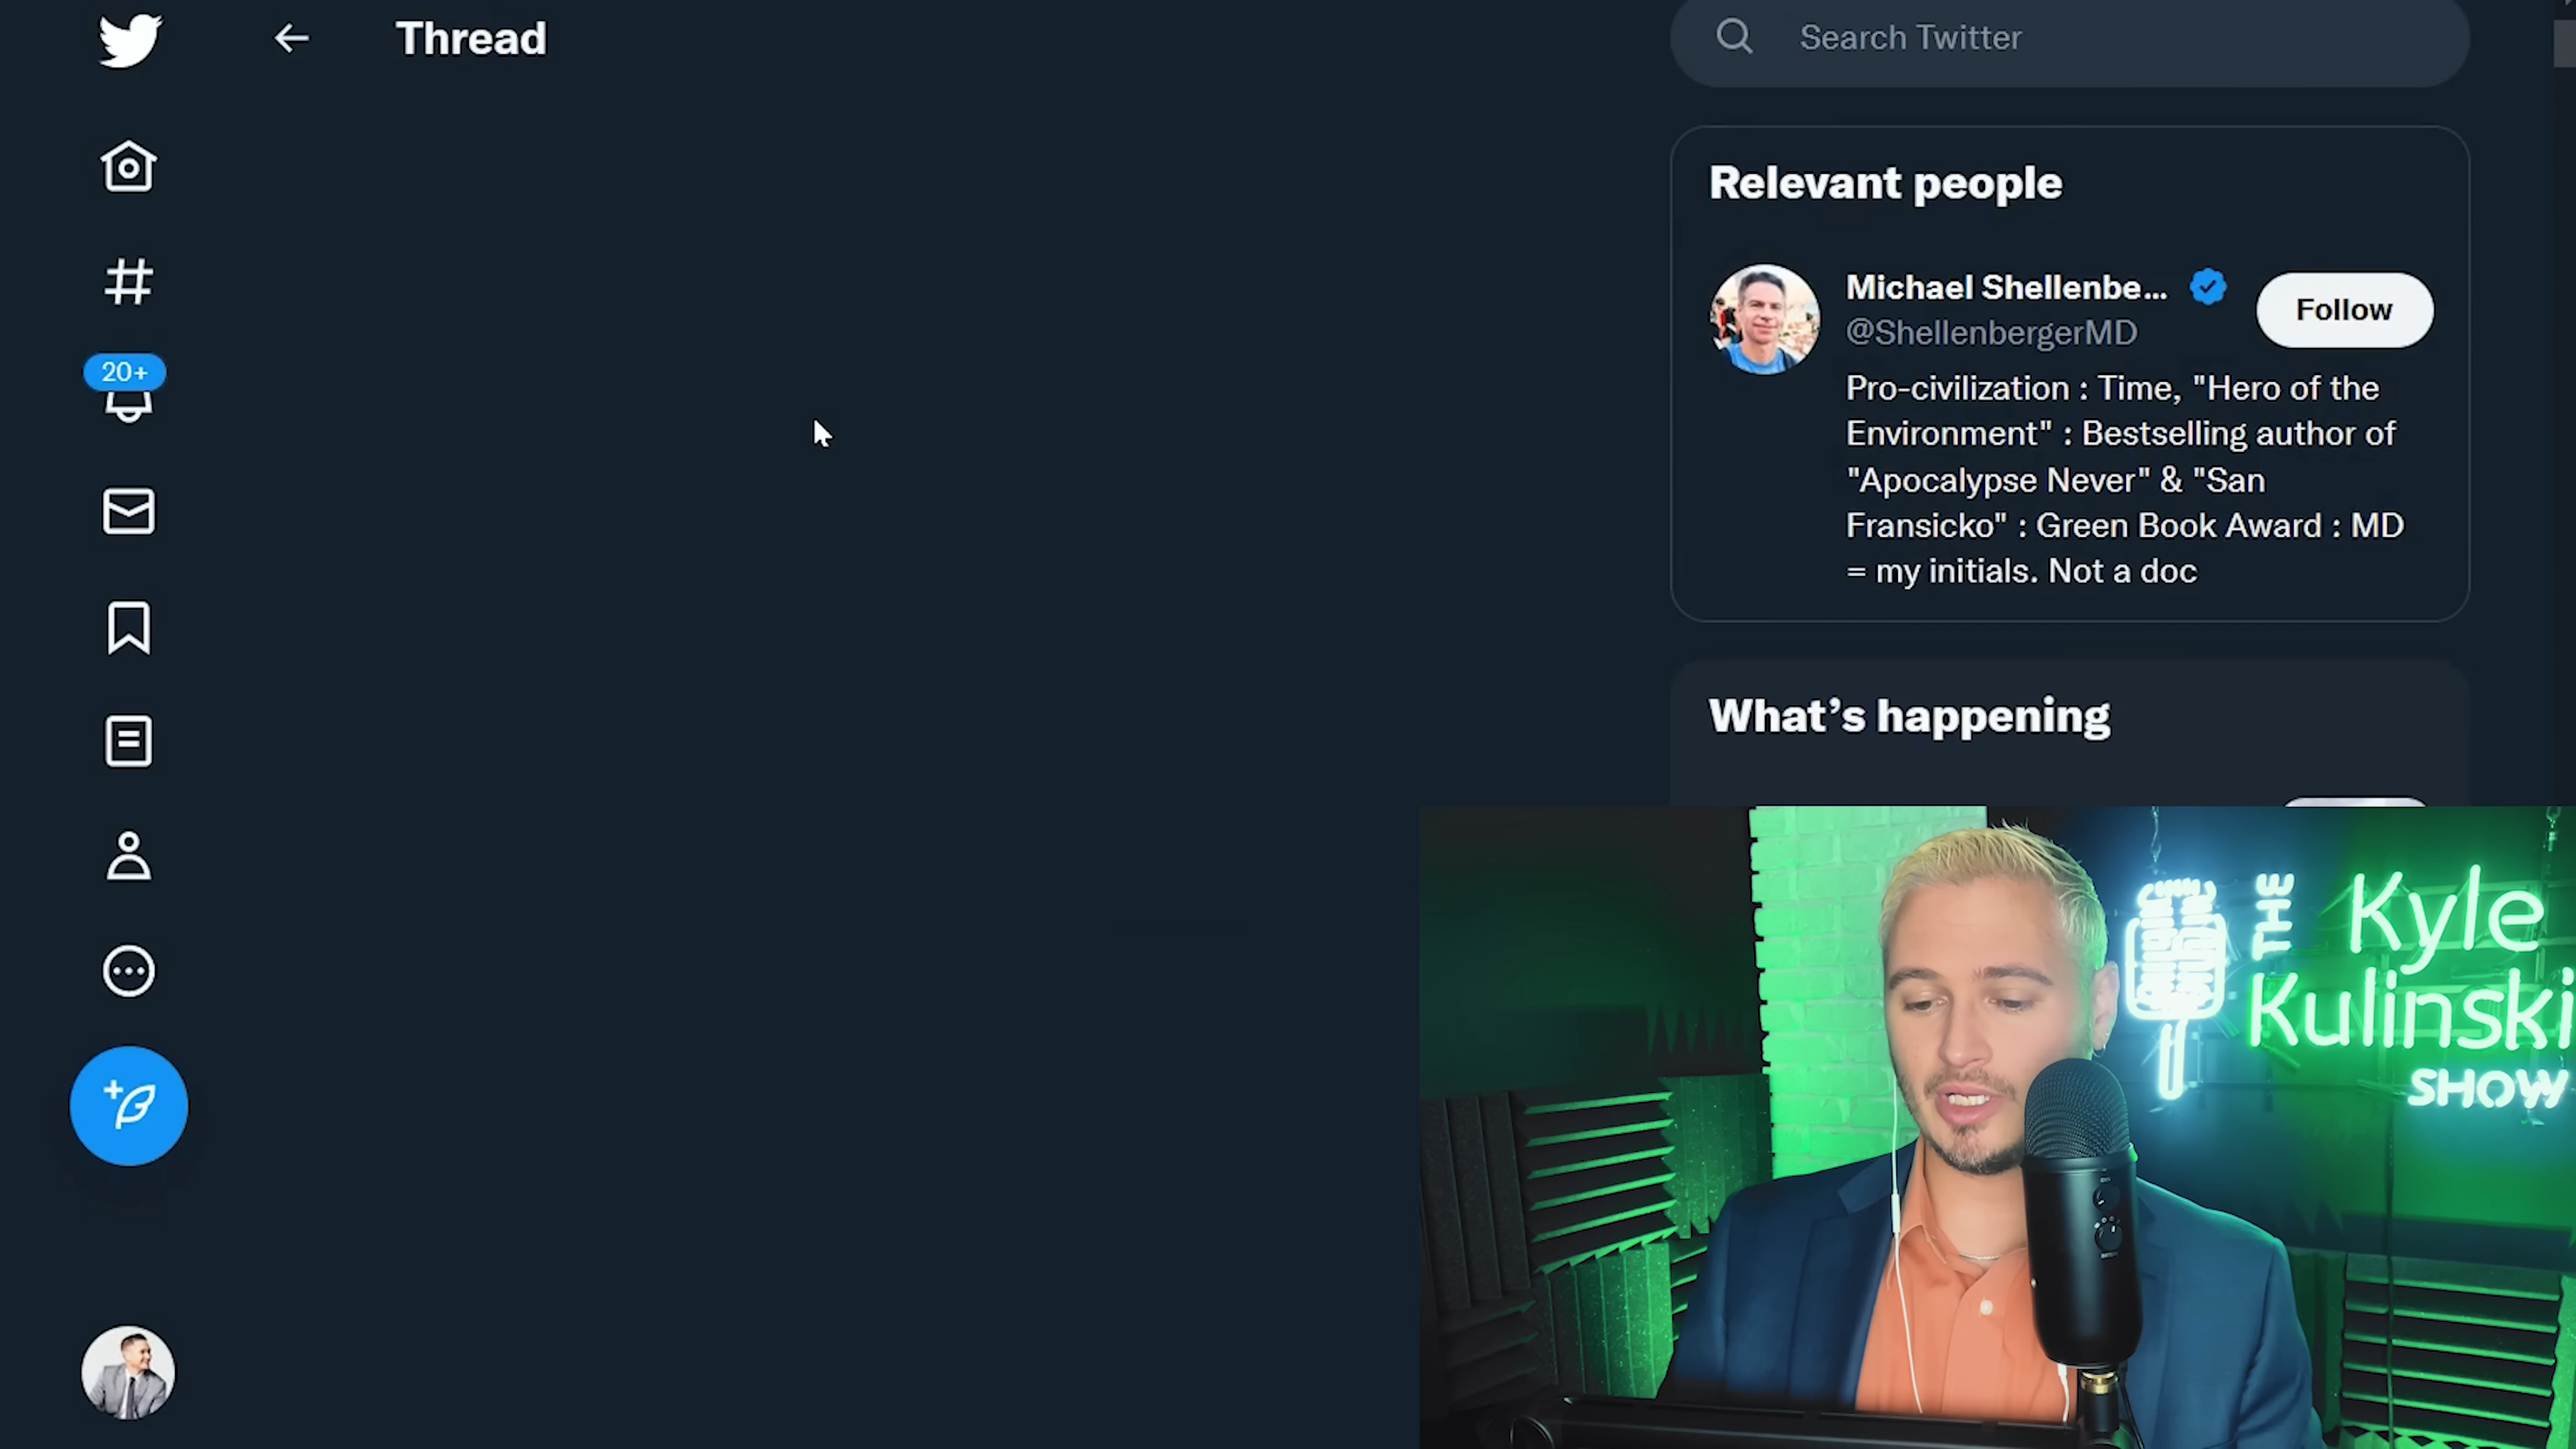 Thread
Search Twitter
Relevant people
Michael Shellenbe...
@ShellenbergerMD
Follow
Pro-civilization : Time, "Hero of the
Environment" : Bestselling author of
"Apocalypse Never" & "San
Fransicko" : Green Book Award : MD
= my initials. Not a doc
20+
What's happening
THE
Kyle
Kulinski
SHOW